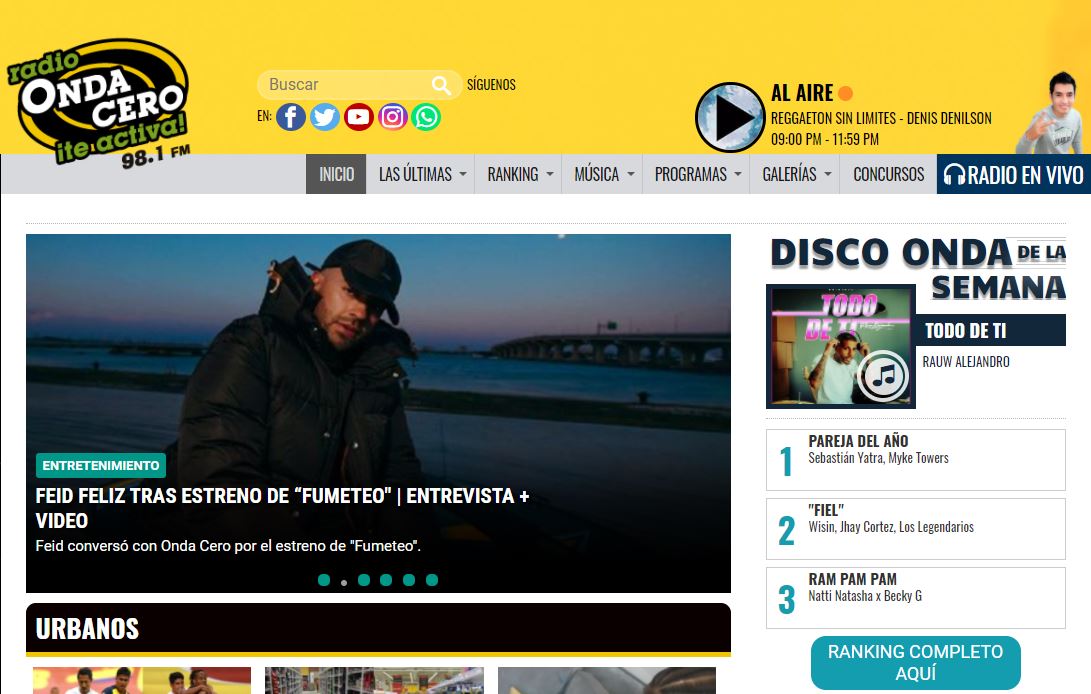 radio
ONDA
CERO
¡te activa!
98.1 FM
Buscar
SÍGUENOS
EN:
AL AIRE
REGGAETON SIN LIMITES - DENIS DENILSON
09:00 PM - 11:59 PM
INICIO
LAS ÚLTIMAS
RANKING
MÚSICA
PROGRAMAS
GALERÍAS
CONCURSOS
RADIO EN VIVO
ENTRETENIMIENTO
FEID FELIZ TRAS ESTRENO DE “FUMETEO" | ENTREVISTA +
VIDEO
Feid conversó con Onda Cero por el estreno de "Fumeteo".
URBANOS
DISCO ONDA DE LA
SEMANA
TODO
DE TI
TODO DE TI
RAUW ALEJANDRO
1
PAREJA DEL AÑO
Sebastián Yatra, Myke Towers
2
"FIEL"
Wisin, Jhay Cortez, Los Legendarios
3
RAM PAM PAM
Natti Natasha x Becky G
RANKING COMPLETO
AQUÍ